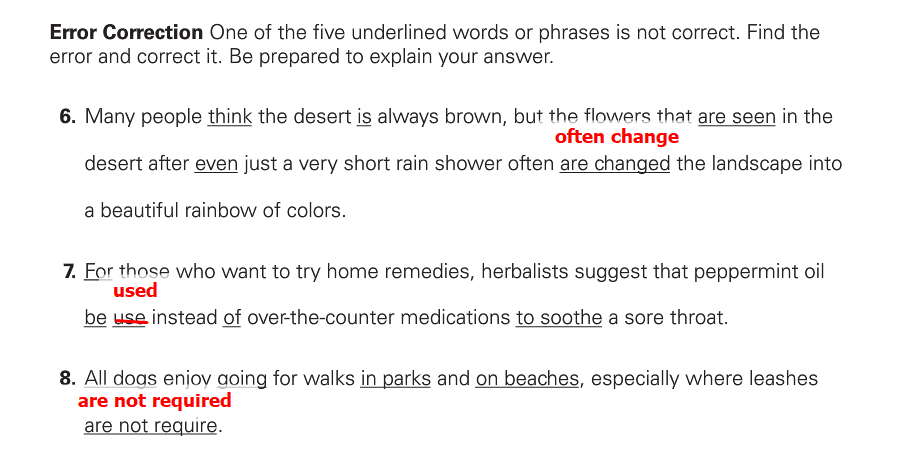 Error Correction One of the five underlined words or phrases is not correct. Find the
error and correct it. Be prepared to explain your answer.
6. Many people think the desert is always brown, but the flowers that are seen in the
often change
desert after even just a very short rain shower often are changed the landscape into
a beautiful rainbow of colors.
7. For those who want to try home remedies, herbalists suggest that peppermint oil
used
be use instead of over-the-counter medications to soothe a sore throat.
8. All dogs enjoy going for walks in parks and on beaches, especially where leashes
are not required
are not require.